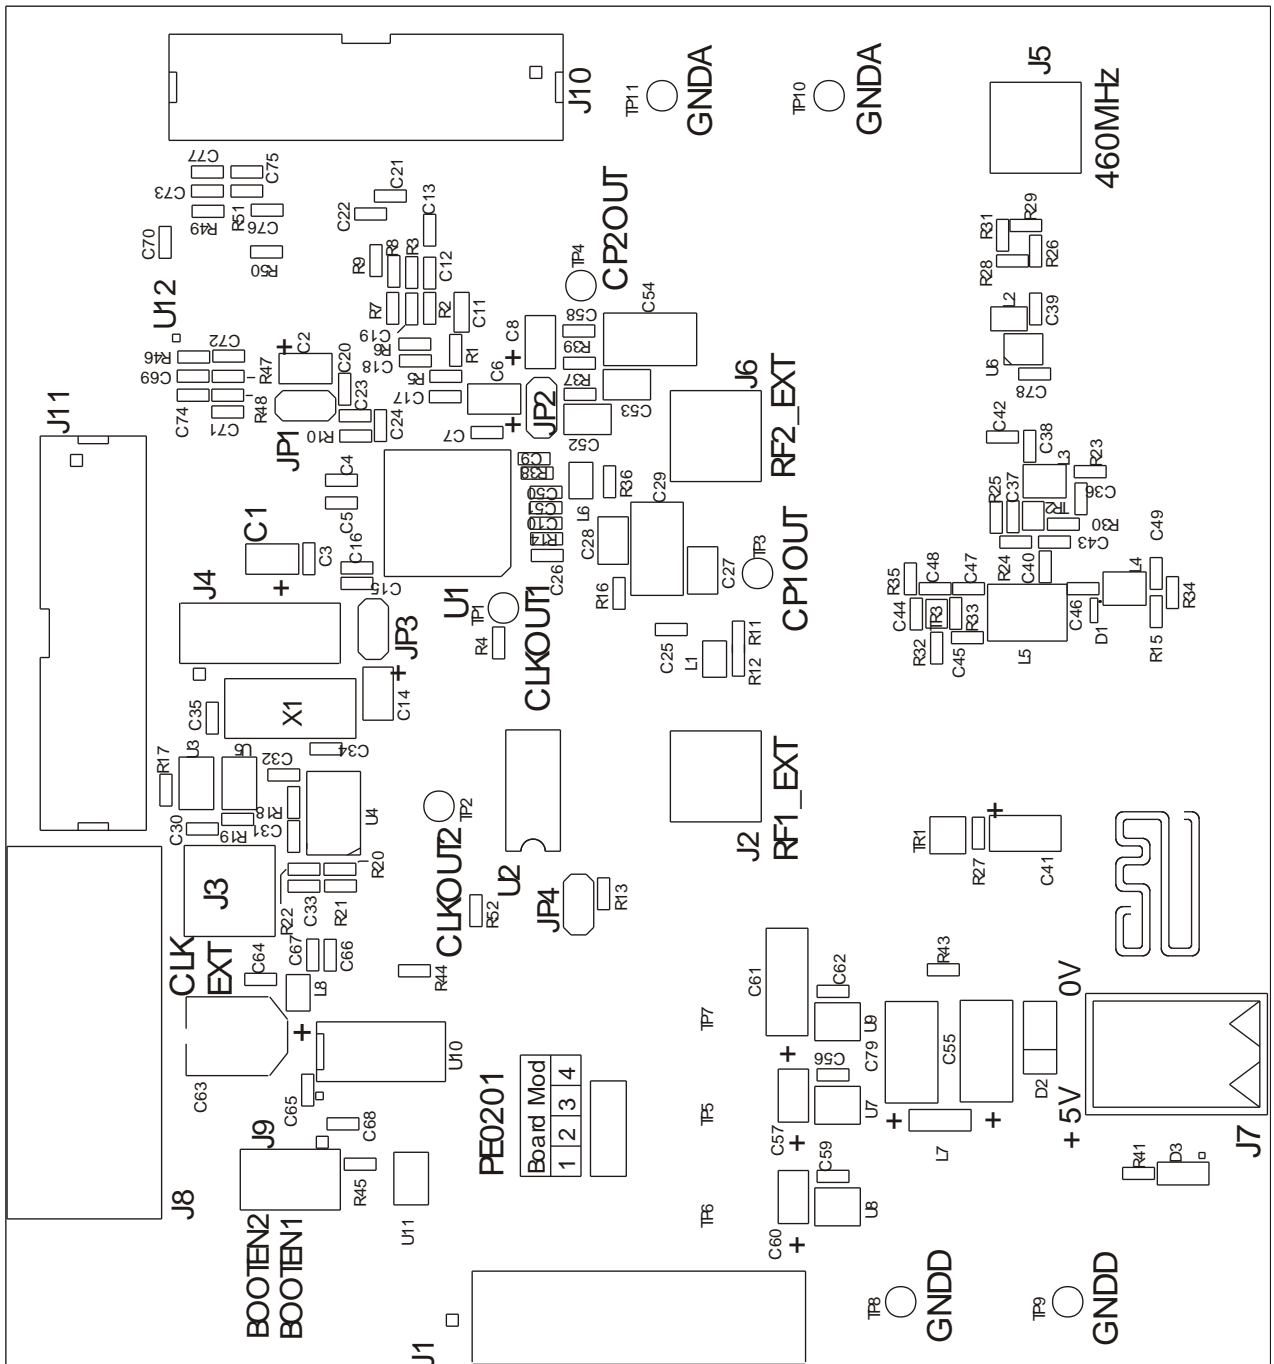 J10
TP11
GNDA
TP10
GNDA
J5
460MHz
C77
C75
C73
R49
R51
C76
R50
C70
U12
C21
C22
C13
R9
R8
R3
C12
R7
R2
C11
C19
R6
C18
R1
R5
C17
TP4
CP2OUT
C54
C8
+
C58
R39
R37
C6
+
JP2
C7
C53
C52
J6
RF2_EXT
R31
R29
R28
R26
L2
C39
U6
C78
C42
C38
L3
R23
R25
C37
C36
TR2
R30
R24
C43
C40
C49
R46
C72
C69
R47
C74
R48
C71
+
C2
C20
C23
JP1
R10
C24
J11
C4
C5
C1
+
C3
C16
C15
J4
U1
TP1
R4
CLKOUT1
C9
R38
C50
C51
C10
R14
C26
L6
R36
C29
C28
R16
C27
TP3
CP1OUT
C25
L1
R11
R12
R35
C48
C47
C44
TR3
R33
R32
C45
L5
C46
D1
L4
R34
R15
JP3
+
C14
X1
C35
C34
R17
U3
U5
C32
R18
C30
R19
C31
U4
R20
J3
CLK
EXT
R22
C33
R21
TP2
CLKOUT2
U2
R52
JP4
R13
J2
RF1_EXT
TR1
R27
+
C41
C64
C67
C66
L8
R44
C63
+
U10
C65
C68
J9
R45
U11
BOOTEN2
BOOTEN1
J8
PE0201
Board Mod
1 2 3 4
TP7
TP5
TP6
C61
+
C62
U9
C56
U7
C57
+
C59
U8
C60
+
R43
C79
+
C55
+
L7
D2
0V
+5V
J7
R41
D3
TP8
GNDD
TP9
GNDD
J1